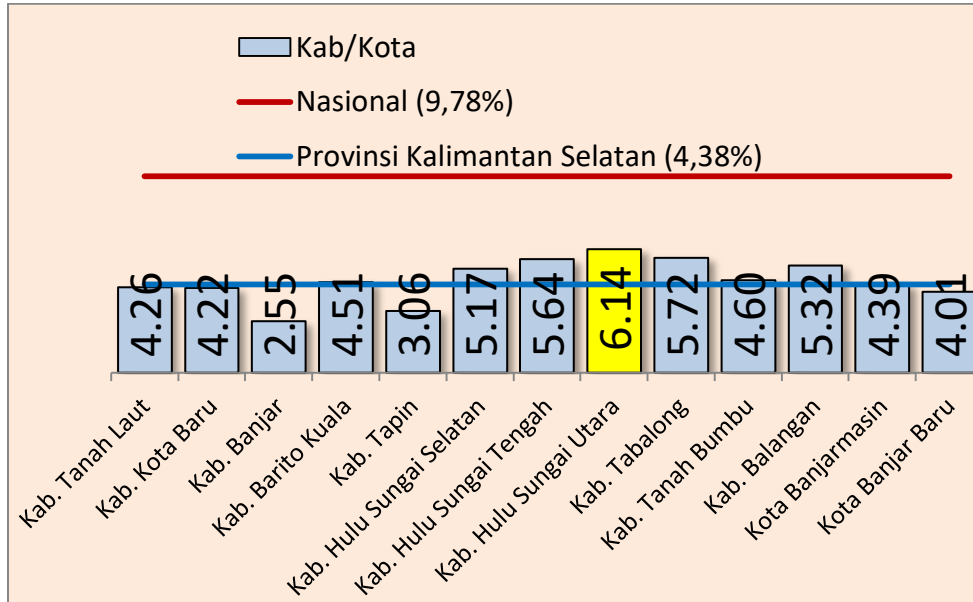 Kab/Kota
Nasional (9,78%)
Provinsi Kalimantan Selatan (4,38%)
4.26
4.22
2.55
4.51
3.06
5.17
5.64
6.14
5.72
4.60
5.32
4.39
4.01
Kab. Tanah Laut
Kab. Kota Baru
Kab. Banjar
Kab. Barito Kuala
Kab. Tapin
Kab. Hulu Sungai Selatan
Kab. Hulu Sungai Tengah
Kab. Hulu Sungai Utara
Kab. Tabalong
Kab. Tanah Bumbu
Kab. Balangan
Kota Banjarmasin
Kota Banjar Baru